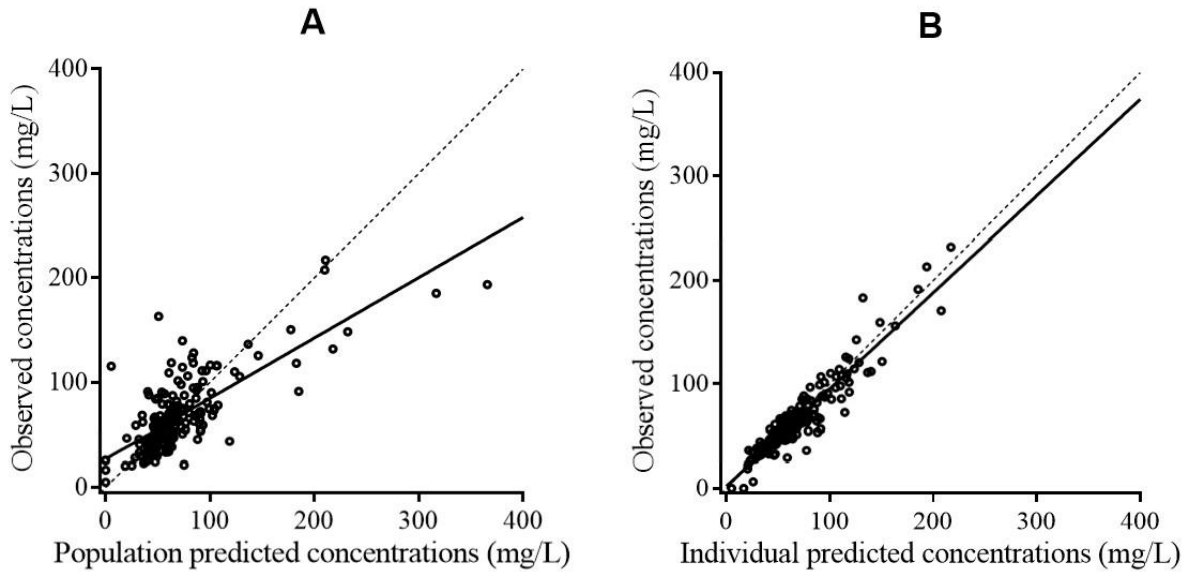 A
B
Observed concentrations (mg/L)
400
300
200
100
0
0 100 200 300 400
Population predicted concentrations (mg/L)
Observed concentrations (mg/L)
400
300
200
100
0
0 100 200 300 400
Individual predicted concentrations (mg/L)